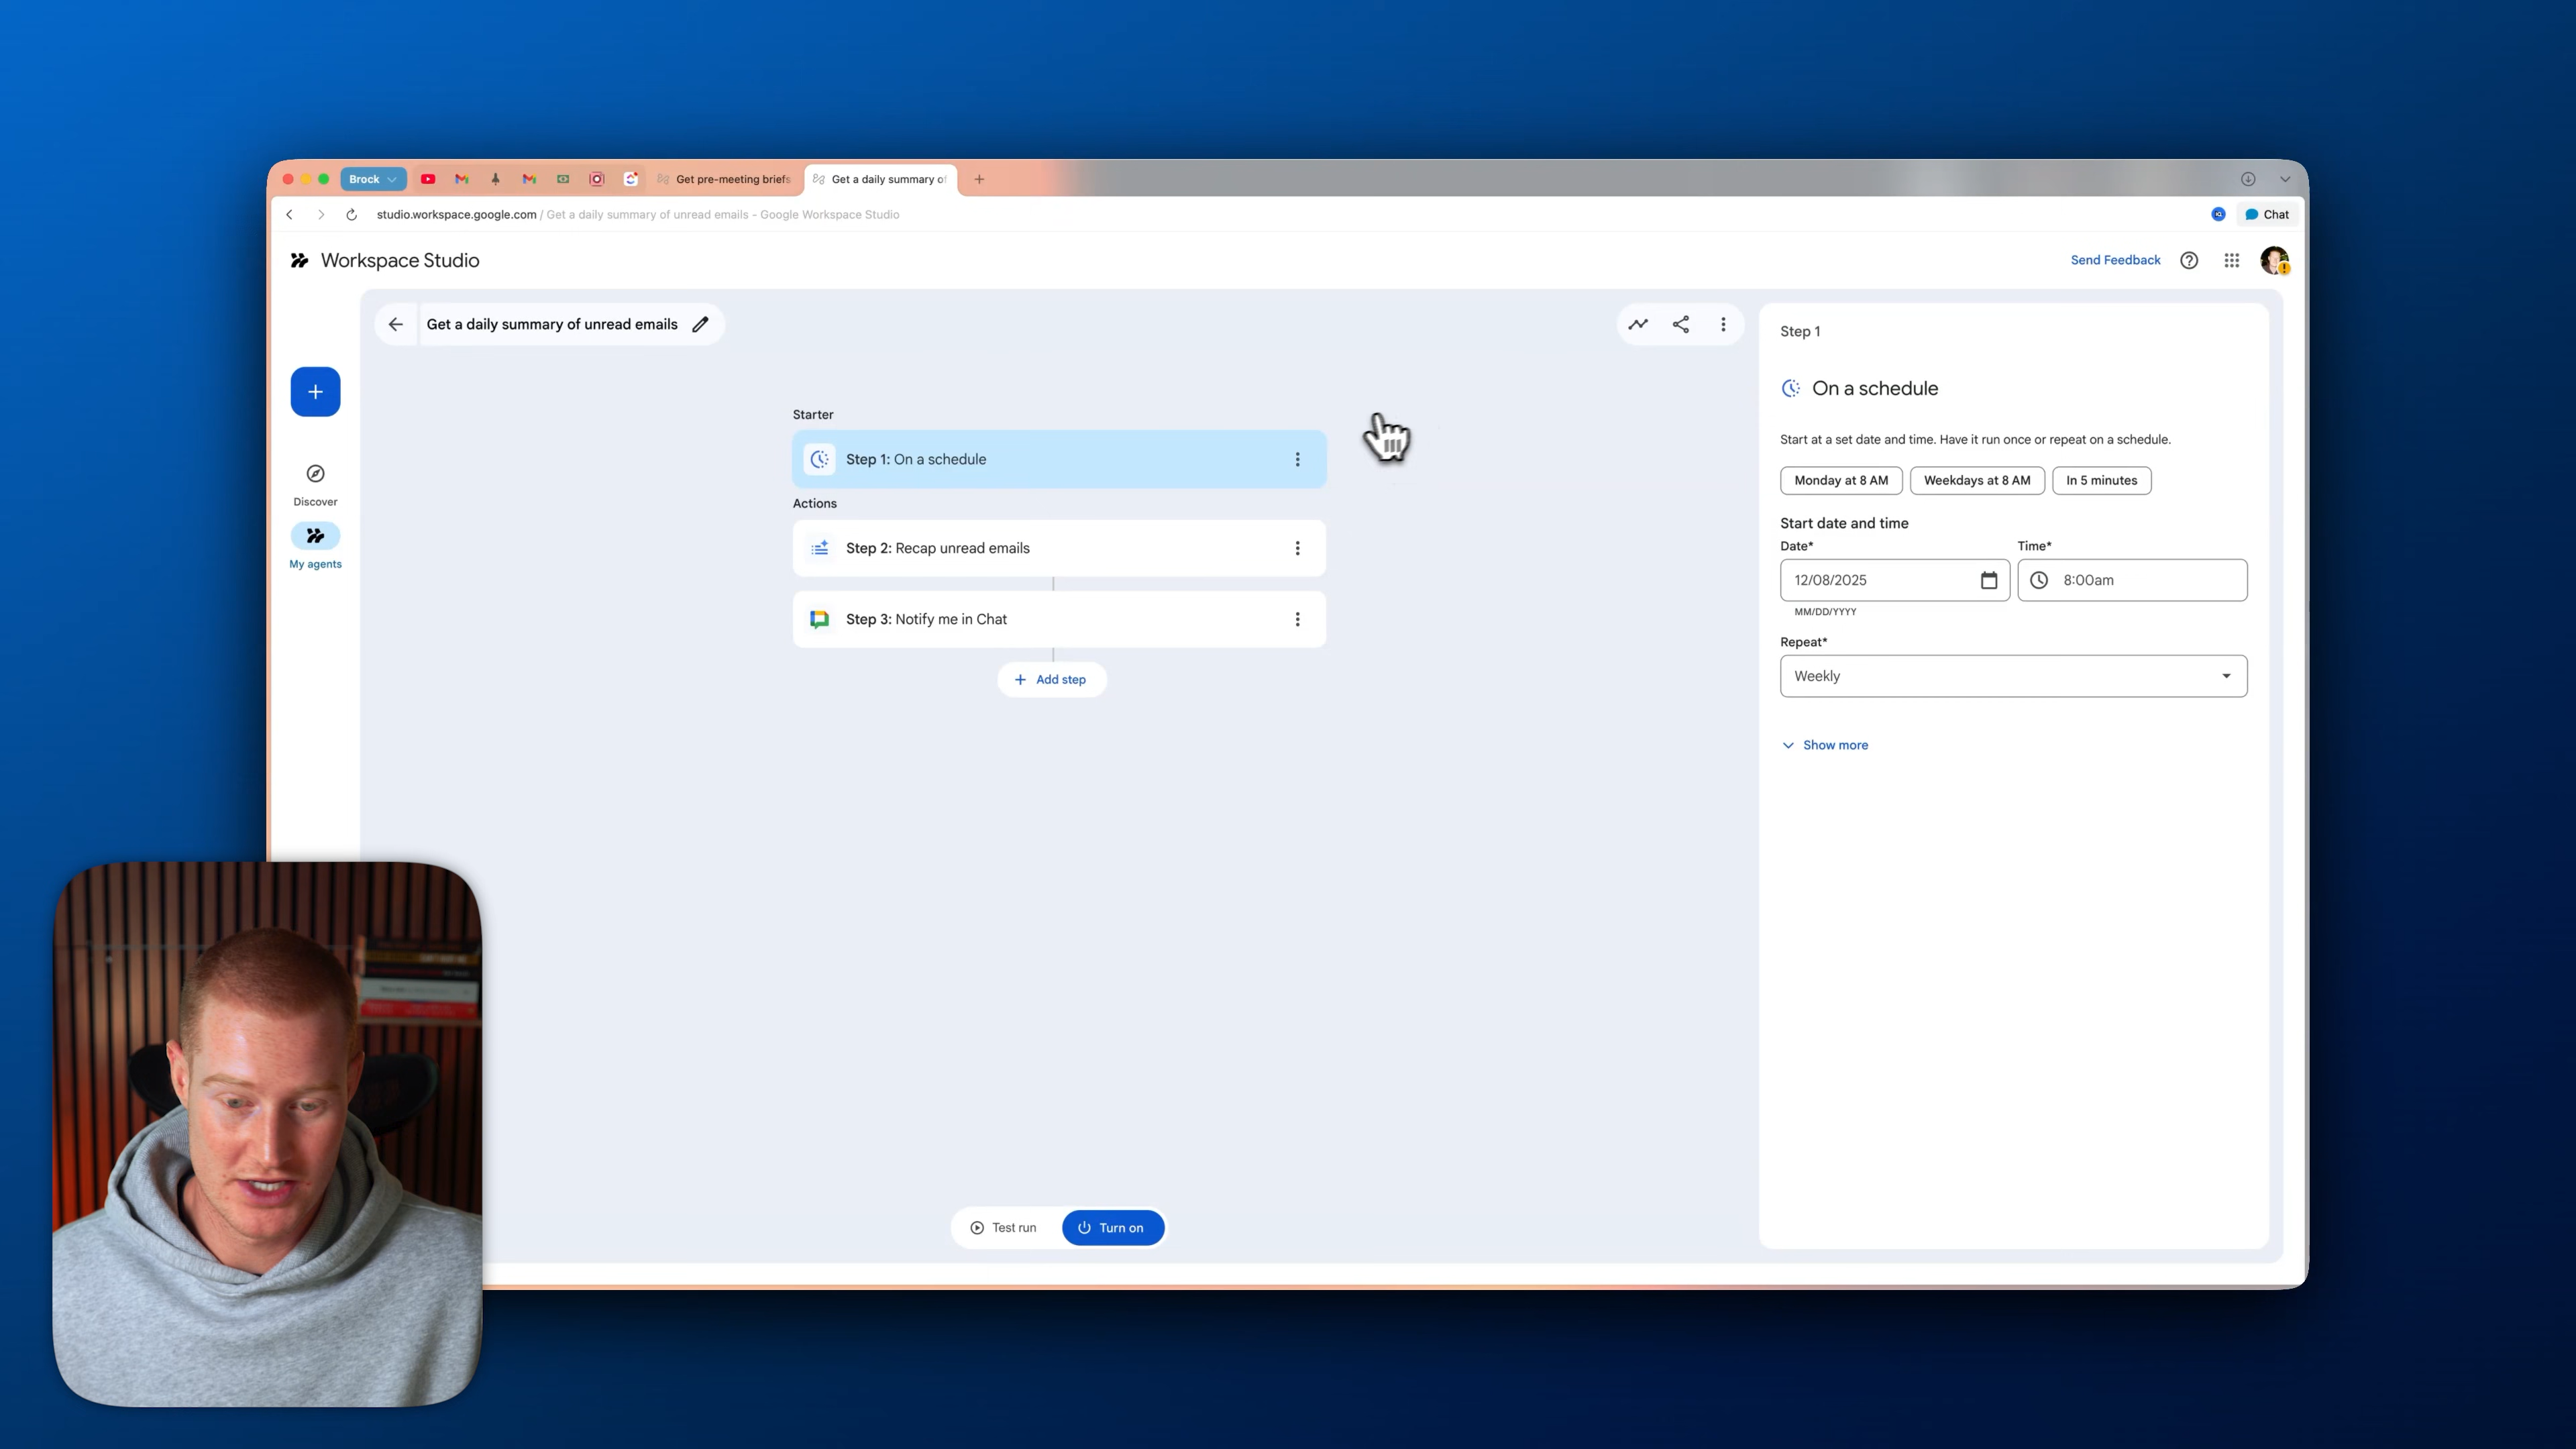 Brock
Get pre-meeting briefs
Get a daily summary of
studio.workspace.google.com / Get a daily summary of unread emails - Google Workspace Studio
Chat
Workspace Studio
Send Feedback
Get a daily summary of unread emails
Discover
My agents
Starter
Step 1: On a schedule
Actions
Step 2: Recap unread emails
Step 3: Notify me in Chat
Add step
Test run
Turn on
Step 1
On a schedule
Start at a set date and time. Have it run once or repeat on a schedule.
Monday at 8 AM
Weekdays at 8 AM
In 5 minutes
Start date and time
Date*
Time*
12/08/2025
8:00am
MM/DD/YYYY
Repeat*
Weekly
Show more